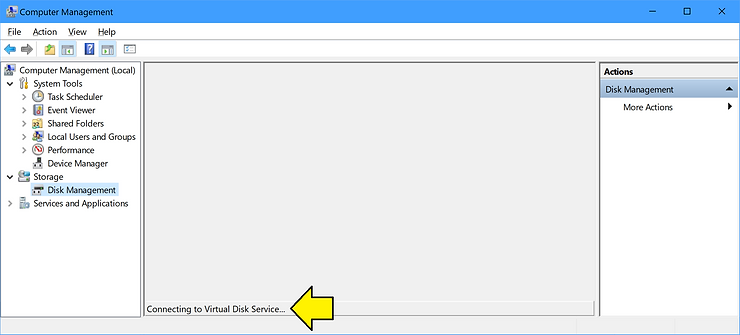 Computer Management
File Action View Help
Computer Management (Local)
System Tools
Task Scheduler
Event Viewer
Shared Folders
Local Users and Groups
Performance
Device Manager
Storage
Disk Management
Services and Applications
Connecting to Virtual Disk Service...
Actions
Disk Management
More Actions